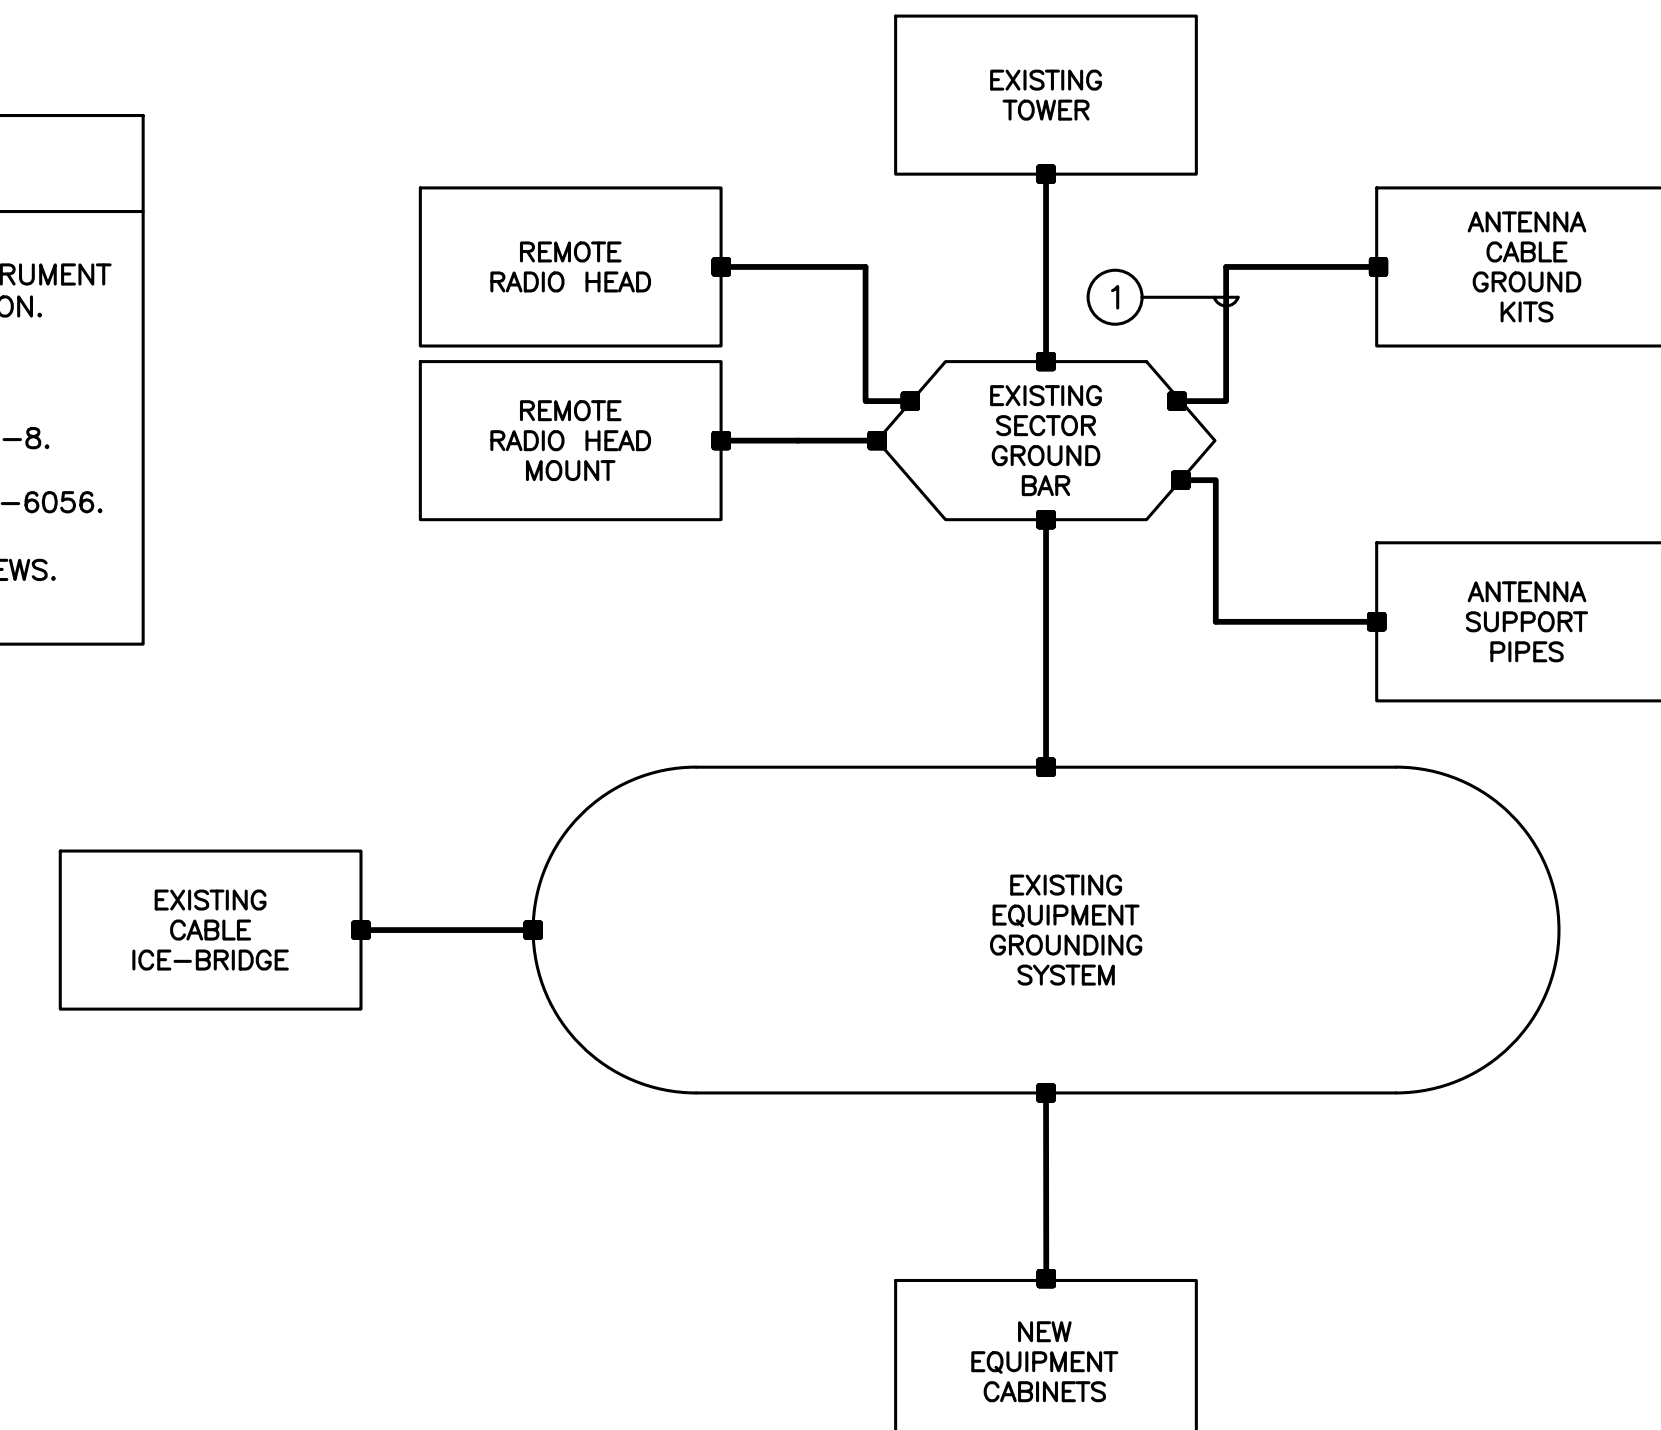 EXISTING
TOWER
REMOTE
RADIO HEAD
ANTENNA
CABLE
GROUND
KITS
1
RUMENT
ON.
-8.
-6056.
EWS.
REMOTE
RADIO HEAD
MOUNT
EXISTING
SECTOR
GROUND
BAR
ANTENNA
SUPPORT
PIPES
EXISTING
CABLE
ICE-BRIDGE
EXISTING
EQUIPMENT
GROUNDING
SYSTEM
NEW
EQUIPMENT
CABINETS